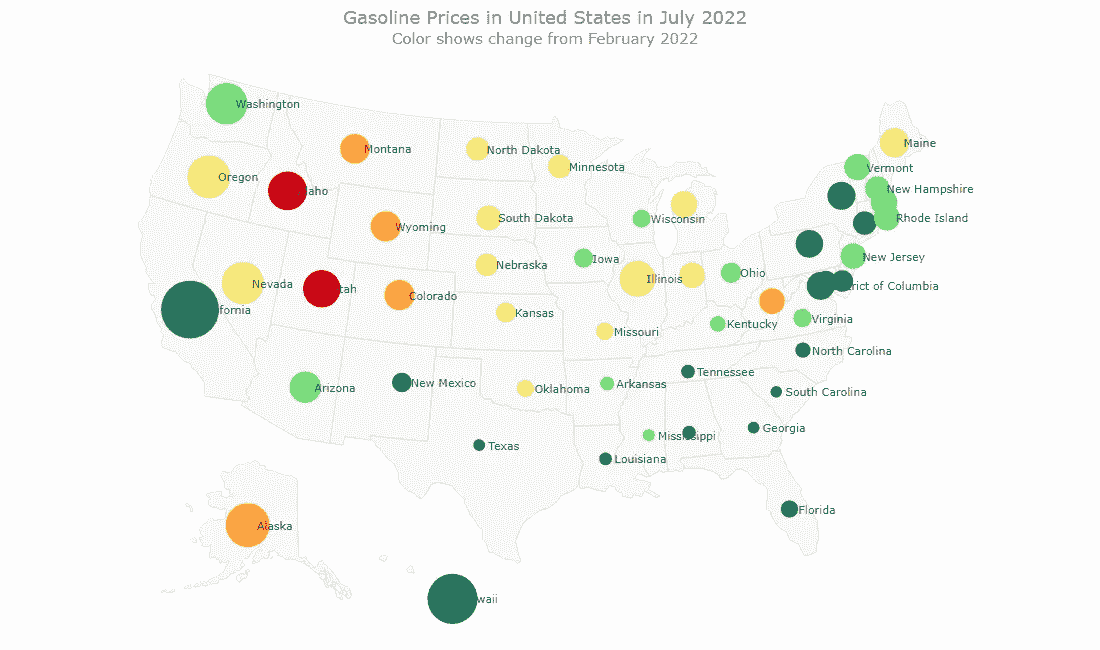 Gasoline Prices in United States in July 2022
Color shows change from February 2022
Washington
Maine
Montana
North Dakota
Minnesota
Vermont
Oregon
Idaho
New Hampshire
South Dakota
Wisconsin
Rhode Island
Wyoming
New Jersey
Nebraska
Iowa
Ohio
Illinois
Nevada
Utah
rict of Columbia
Colorado
fornia
Kansas
Virginia
Kentucky
Missouri
North Carolina
Tennessee
New Mexico
Arkansas
Arizona
Oklahoma
South Carolina
Georgia
Mississippi
Texas
Louisiana
Florida
Alaska
waii